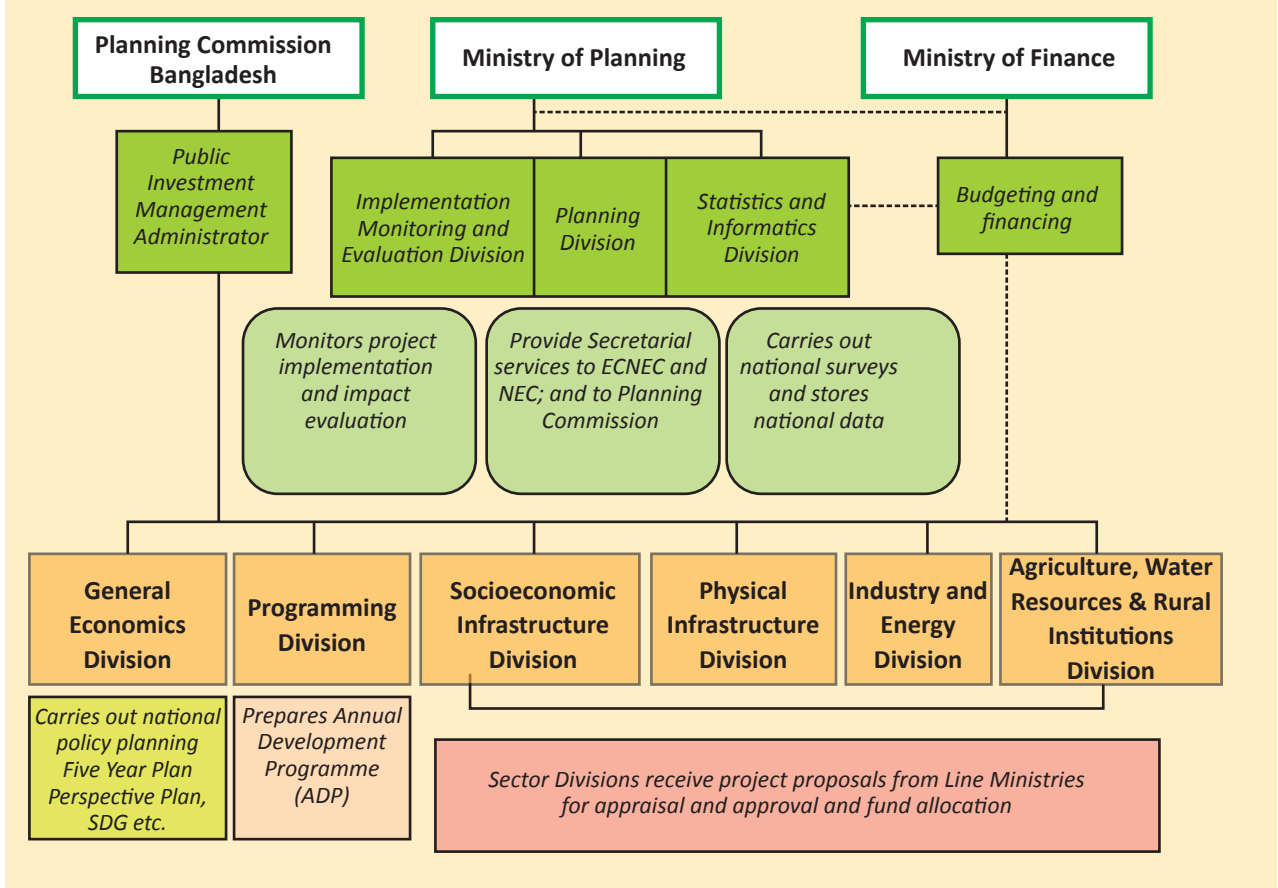 Planning Commission
Bangladesh
Ministry of Planning
Ministry of Finance
Public
Investment
Management
Administrator
Implementation
Monitoring and
Evaluation Division
Planning
Division
Statistics and
Informatics
Division
Budgeting and
financing
Monitors project
implementation
and impact
evaluation
Provide Secretarial
services to ECNEC and
NEC; and to Planning
Commission
Carries out
national surveys
and stores
national data
General
Economics
Division
Programming
Division
Socioeconomic
Infrastructure
Division
Physical
Infrastructure
Division
Industry and
Energy
Division
Agriculture, Water
Resources & Rural
Institutions
Division
Carries out national
policy planning
Five Year Plan
Perspective Plan,
SDG etc.
Prepares Annual
Development
Programme
(ADP)
Sector Divisions receive project proposals from Line Ministries
for appraisal and approval and fund allocation